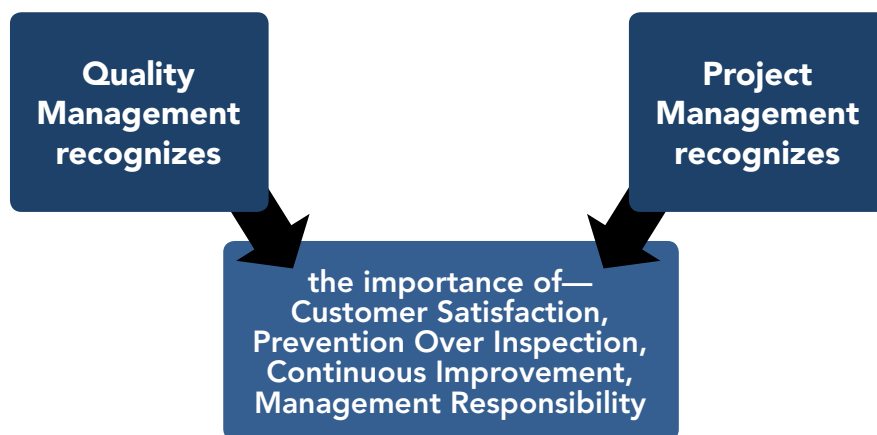 Quality
Management
recognizes
Project
Management
recognizes
the importance of—
Customer Satisfaction,
Prevention Over Inspection,
Continuous Improvement,
Management Responsibility